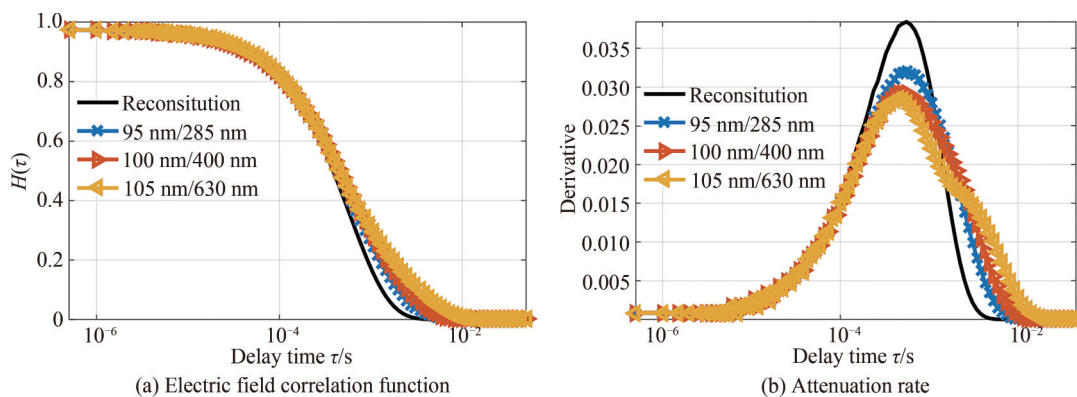 1.0
0.8
0.6
0.4
0.2
0
H(τ)
Reconsitution
95 nm/285 nm
100 nm/400 nm
105 nm/630 nm
10⁻⁶
10⁻⁴
10⁻²
Delay time τ/s
(a) Electric field correlation function
0.035
0.030
0.025
0.020
0.015
0.010
0.005
Derivative
Reconsitution
95 nm/285 nm
100 nm/400 nm
105 nm/630 nm
10⁻⁶
10⁻⁴
10⁻²
Delay time τ/s
(b) Attenuation rate